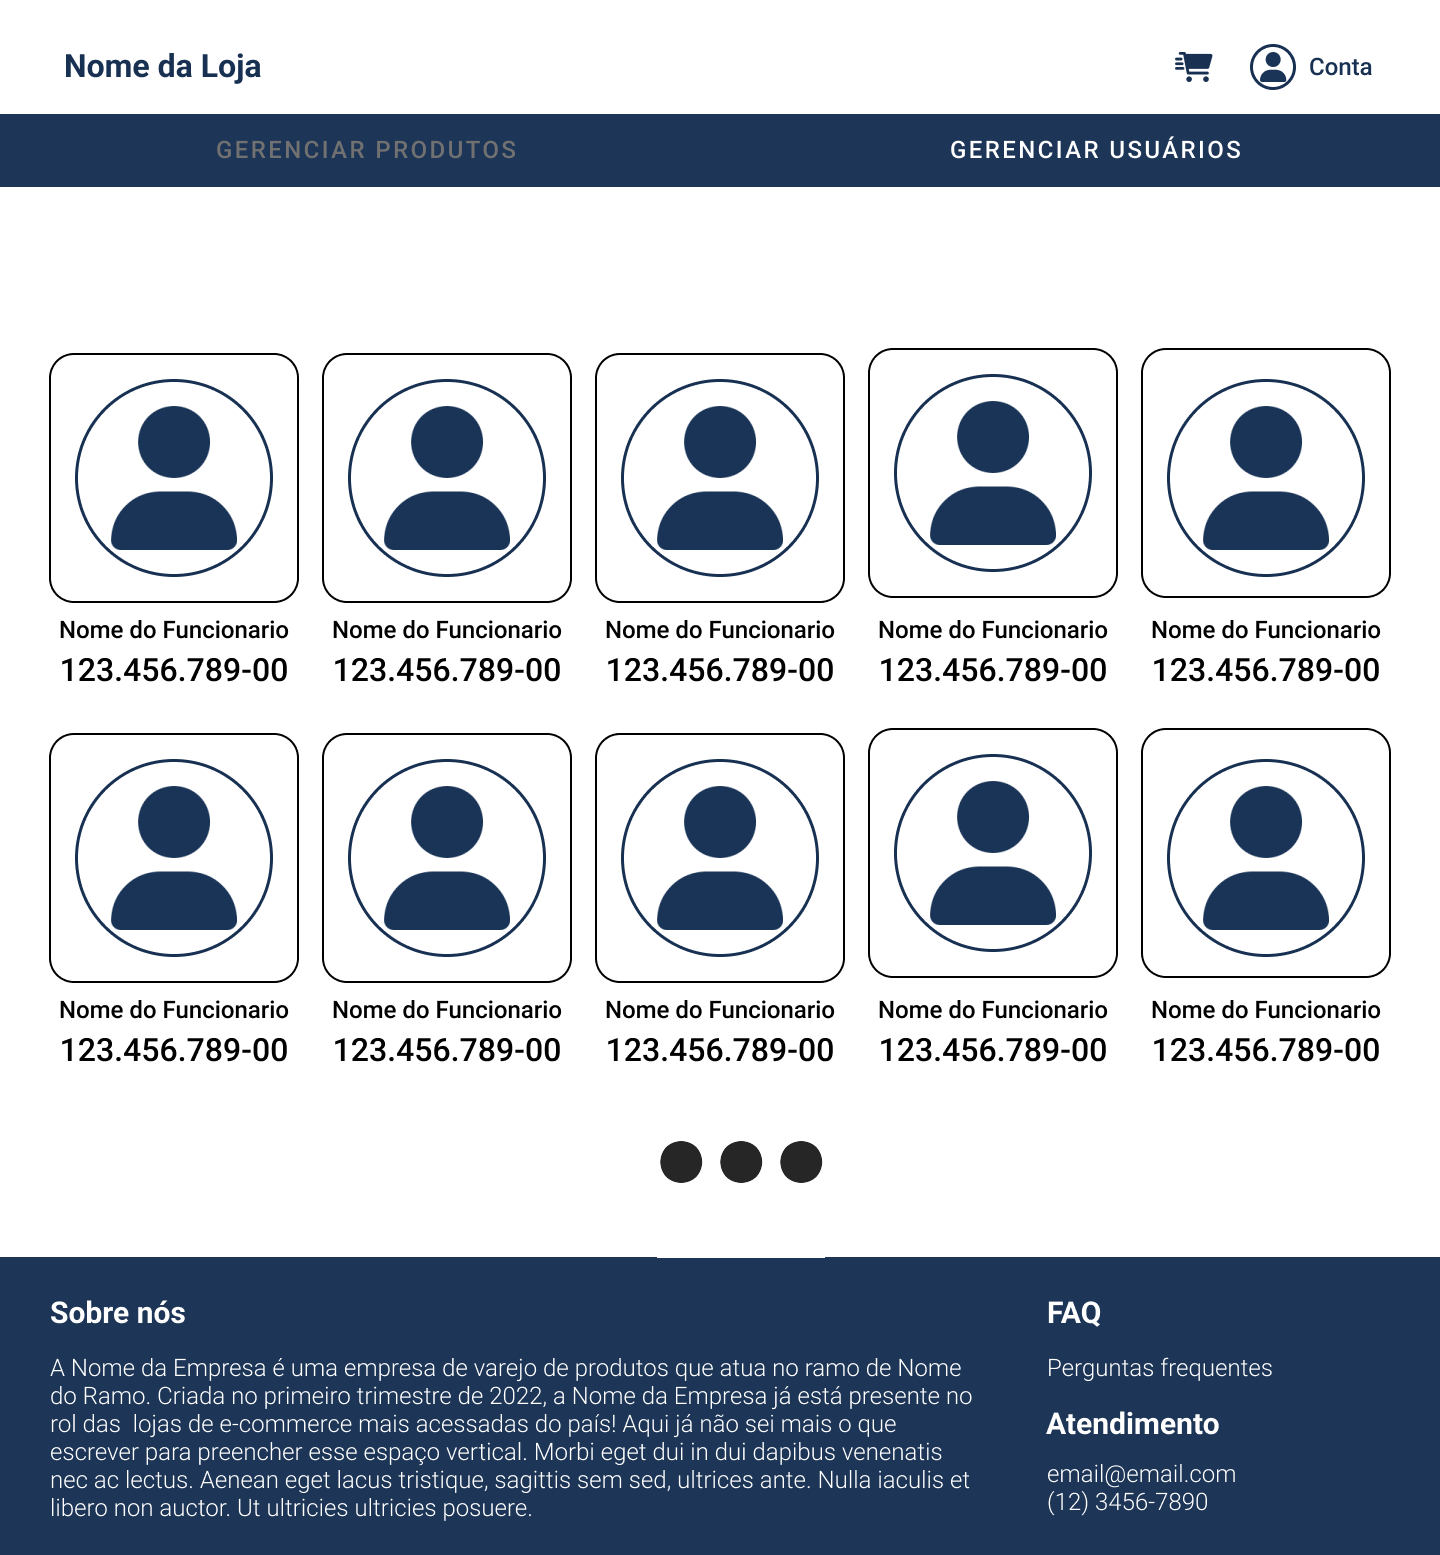 Nome da Loja
Conta
GERENCIAR PRODUTOS
GERENCIAR USUÁRIOS
Nome do Funcionario
Nome do Funcionario
Nome do Funcionario
Nome do Funcionario
Nome do Funcionario
123.456.789-00
123.456.789-00
123.456.789-00
123.456.789-00
123.456.789-00
Nome do Funcionario
Nome do Funcionario
Nome do Funcionario
Nome do Funcionario
Nome do Funcionario
123.456.789-00
123.456.789-00
123.456.789-00
123.456.789-00
123.456.789-00
Sobre nós
A Nome da Empresa é uma empresa de varejo de produtos que atua no ramo de Nome
do Ramo. Criada no primeiro trimestre de 2022, a Nome da Empresa já está presente no
rol das  lojas de e-commerce mais acessadas do país! Aqui já não sei mais o que
escrever para preencher esse espaço vertical. Morbi eget dui in dui dapibus venenatis
nec ac lectus. Aenean eget lacus tristique, sagittis sem sed, ultrices ante. Nulla iaculis et
libero non auctor. Ut ultricies ultricies posuere.
FAQ
Perguntas frequentes
Atendimento
email@email.com
(12) 3456-7890